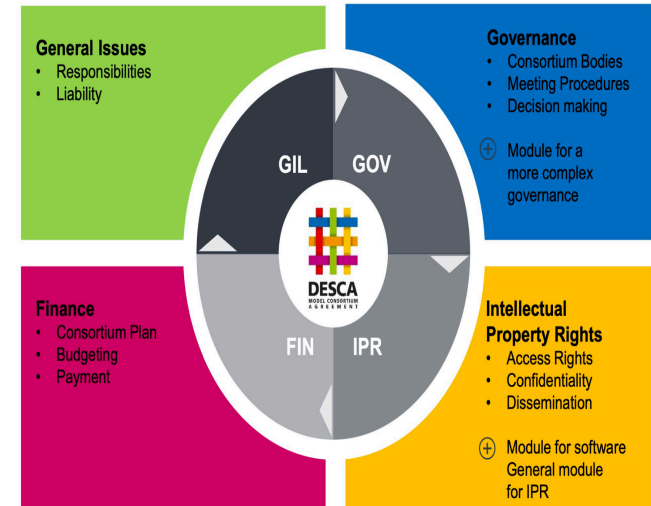 General Issues
• Responsibilities
• Liability
Governance
• Consortium Bodies
• Meeting Procedures
• Decision making
Module for a
more complex
governance
GIL
GOV
DESCA
MODEL CONSORTIUM
AGREEMENT
FIN
IPR
Finance
• Consortium Plan
• Budgeting
• Payment
Intellectual
Property Rights
• Access Rights
• Confidentiality
• Dissemination
Module for software
General module
for IPR